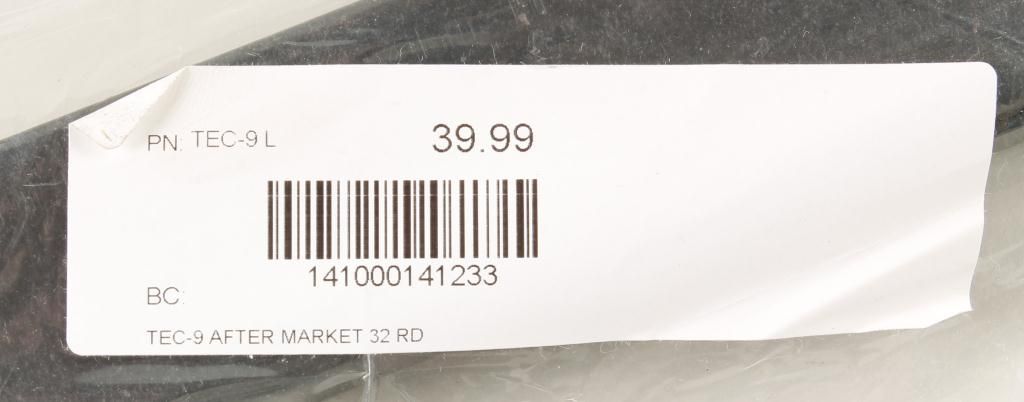 PN: TEC-9 L 39.99
141000141233
BC:
TEC-9 AFTER MARKET 32 RD